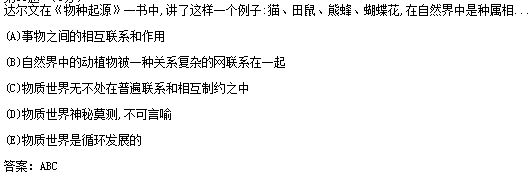 达尔文在《物种起源》一书中,讲了这样一个例子:猫、田鼠、熊蜂、蝴蝶花,在自然界中是种属相...
(A)事物之间的相互联系和作用
(B)自然界中的动植物被一种关系复杂的网联系在一起
(C)物质世界无不处在普遍联系和相互制约之中
(D)物质世界神秘莫测,不可言喻
(E)物质世界是循环发展的
答案: ABC